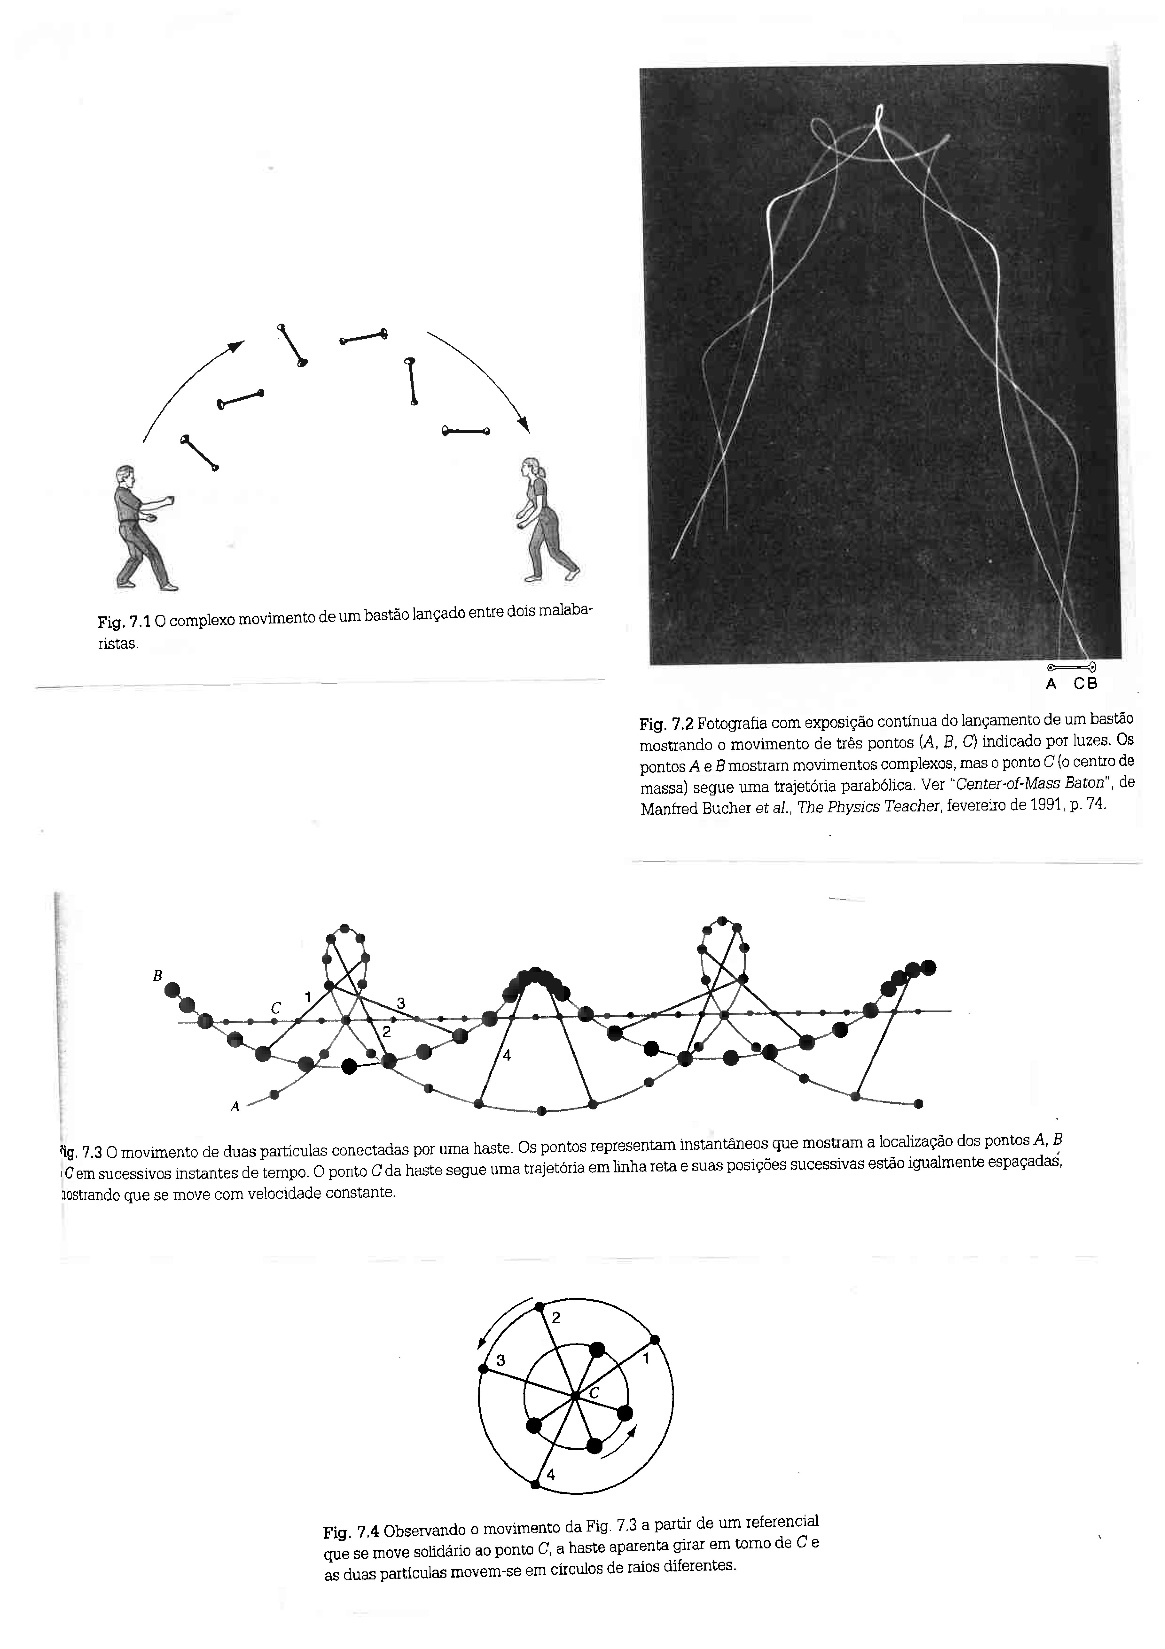 Fig. 7.1 O complexo movimento de um bastão lançado entre dois malaba-
ristas.
A CB
Fig. 7.2 Fotografia com exposição contínua do lançamento de um bastão
mostrando o movimento de três pontos (A, B, C) indicado por luzes. Os
pontos A e B mostram movimentos complexos, mas o ponto C (o centro de
massa) segue uma trajetória parabólica. Ver "Center-of-Mass Baton", de
Manfred Bucher et al., The Physics Teacher, fevereiro de 1991, p. 74.
B
C
1
3
2
4
A
Fig. 7.3 O movimento de duas partículas conectadas por uma haste. Os pontos representam instantâneos que mostram a localização dos pontos A, B
C em sucessivos instantes de tempo. O ponto C da haste segue uma trajetória em linha reta e suas posições sucessivas estão igualmente espaçadas,
mostrando que se move com velocidade constante.
2
3
1
C
4
Fig. 7.4 Observando o movimento da Fig. 7.3 a partir de um referencial
que se move solidário ao ponto C, a haste aparenta girar em torno de C e
as duas partículas movem-se em círculos de raios diferentes.